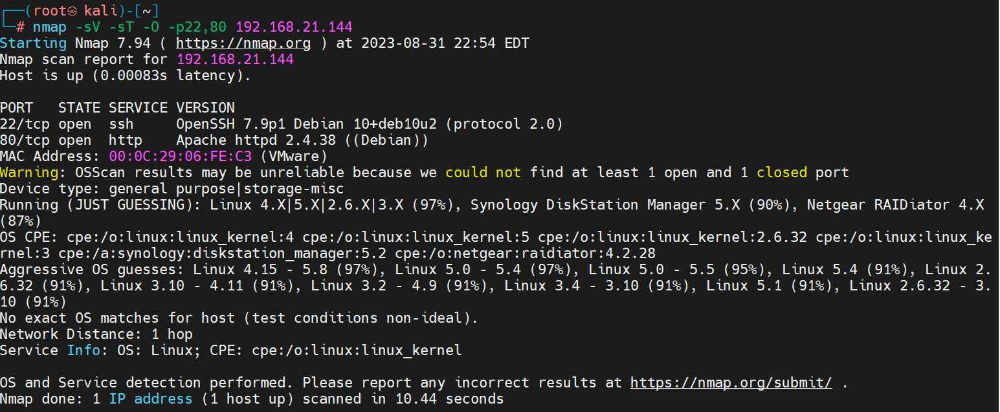 ┌──(root㉿ kali)-[~]
└─# nmap -sV -sT -O -p22,80 192.168.21.144
Starting Nmap 7.94 ( https://nmap.org ) at 2023-08-31 22:54 EDT
Nmap scan report for 192.168.21.144
Host is up (0.00083s latency).

PORT   STATE SERVICE VERSION
22/tcp open  ssh     OpenSSH 7.9p1 Debian 10+deb10u2 (protocol 2.0)
80/tcp open  http    Apache httpd 2.4.38 ((Debian))
MAC Address: 00:0C:29:06:FE:C3 (VMware)
Warning: OSScan results may be unreliable because we could not find at least 1 open and 1 closed port
Device type: general purpose|storage-misc
Running (JUST GUESSING): Linux 4.X|5.X|2.6.X|3.X (97%), Synology DiskStation Manager 5.X (90%), Netgear RAIDiator 4.X
(87%)
OS CPE: cpe:/o:linux:linux_kernel:4 cpe:/o:linux:linux_kernel:5 cpe:/o:linux:linux_kernel:2.6.32 cpe:/o:linux:linux_ke
rnel:3 cpe:/a:synology:diskstation_manager:5.2 cpe:/o:netgear:raidiator:4.2.28
Aggressive OS guesses: Linux 4.15 - 5.8 (97%), Linux 5.0 - 5.4 (97%), Linux 5.0 - 5.5 (95%), Linux 5.4 (91%), Linux 2.
6.32 (91%), Linux 3.10 - 4.11 (91%), Linux 3.2 - 4.9 (91%), Linux 3.4 - 3.10 (91%), Linux 5.1 (91%), Linux 2.6.32 - 3.
10 (91%)
No exact OS matches for host (test conditions non-ideal).
Network Distance: 1 hop
Service Info: OS: Linux; CPE: cpe:/o:linux:linux_kernel

OS and Service detection performed. Please report any incorrect results at https://nmap.org/submit/ .
Nmap done: 1 IP address (1 host up) scanned in 10.44 seconds